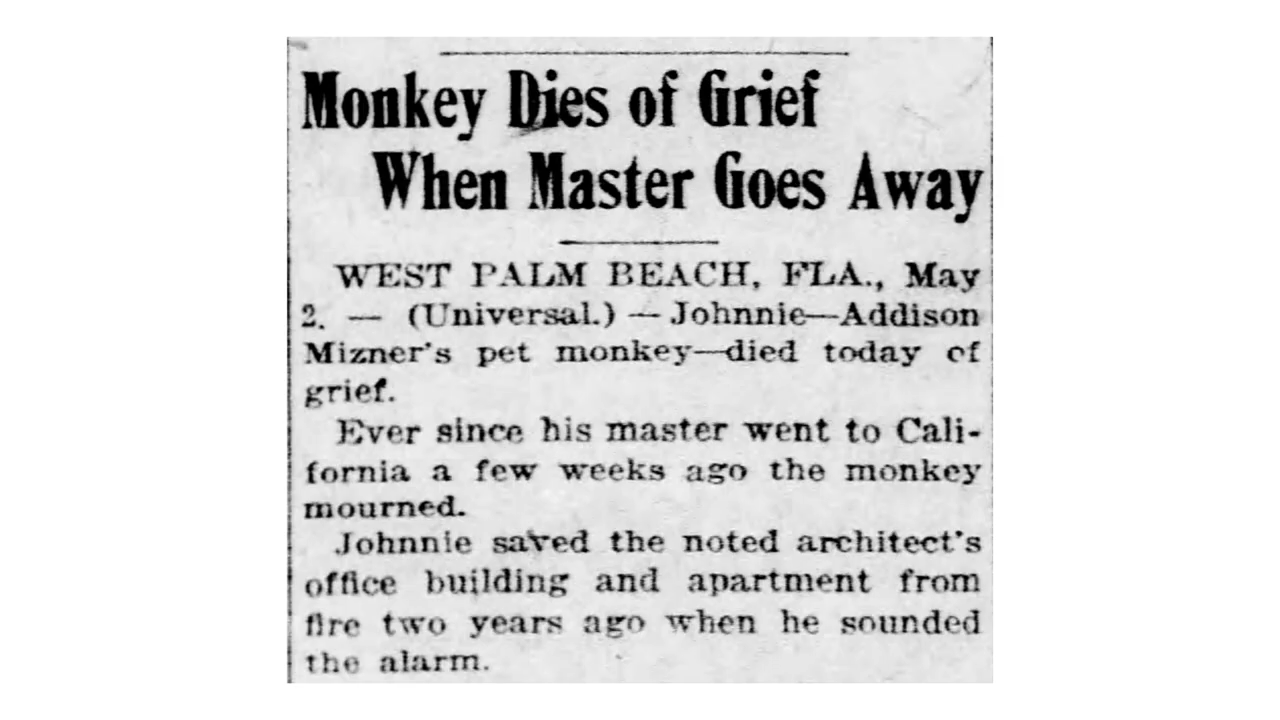 Monkey Dies of Grief
When Master Goes Away
WEST PALM BEACH, FLA., May
2. — (Universal.) — Johnnie—Addison
Mizner's pet monkey—died today of
grief.
Ever since his master went to Cali-
fornia a few weeks ago the monkey
mourned.
Johnnie saved the noted architect's
office building and apartment from
fire two years ago when he sounded
the alarm.